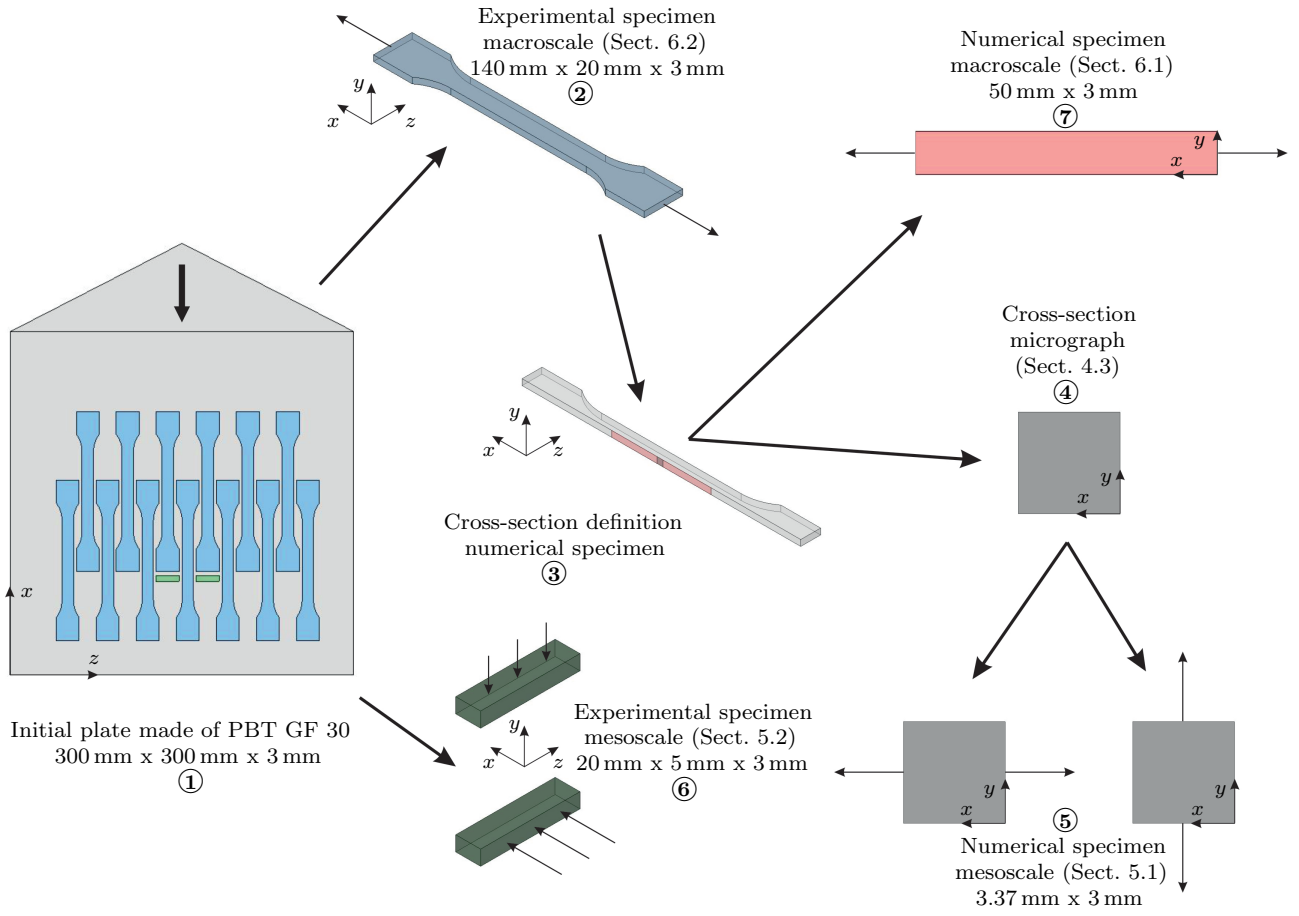 Experimental specimen
macroscale (Sect. 6.2)
140 mm x 20 mm x 3 mm
②
y
x
z
Numerical specimen
macroscale (Sect. 6.1)
50 mm x 3 mm
⑦
y
x
Cross-section
micrograph
(Sect. 4.3)
④
y
x
y
x
z
Cross-section definition
numerical specimen
③
x
z
Initial plate made of PBT GF 30
300 mm x 300 mm x 3 mm
①
y
x
z
Experimental specimen
mesoscale (Sect. 5.2)
20 mm x 5 mm x 3 mm
⑥
y
x
y
x
⑤
Numerical specimen
mesoscale (Sect. 5.1)
3.37 mm x 3 mm